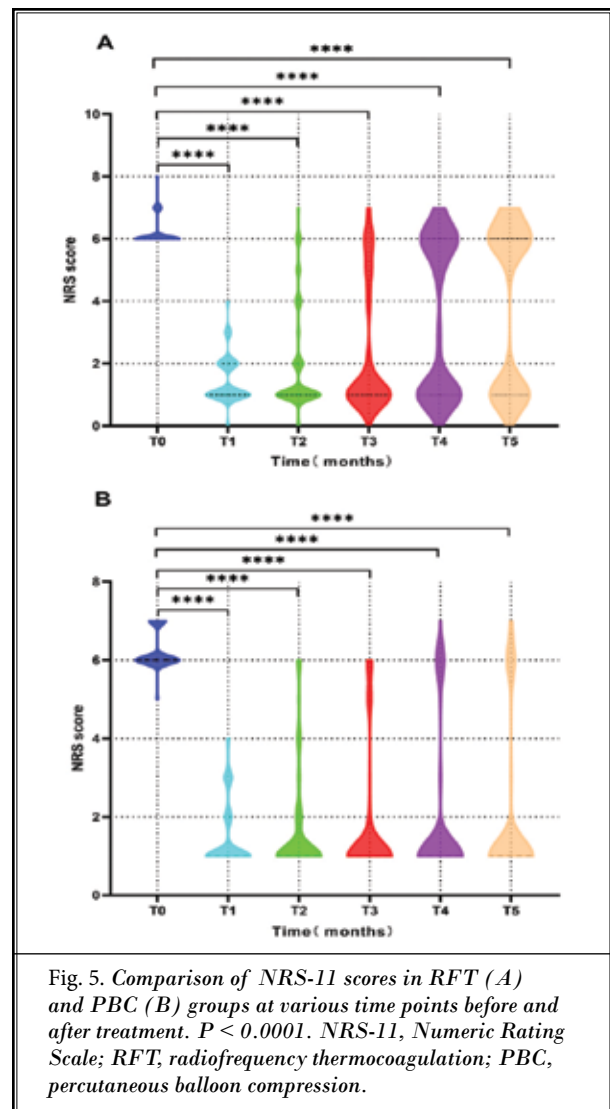 A
****
****
****
****
****
10
8
6
4
2
0
NRS score
T0 T1 T2 T3 T4 T5
Time( months)
B
****
****
****
****
****
8
6
4
2
0
NRS score
T0 T1 T2 T3 T4 T5
Time( months)
Fig. 5. Comparison of NRS-11 scores in RFT (A)
and PBC (B) groups at various time points before and
after treatment. P < 0.0001. NRS-11, Numeric Rating
Scale; RFT, radiofrequency thermocoagulation; PBC,
percutaneous balloon compression.